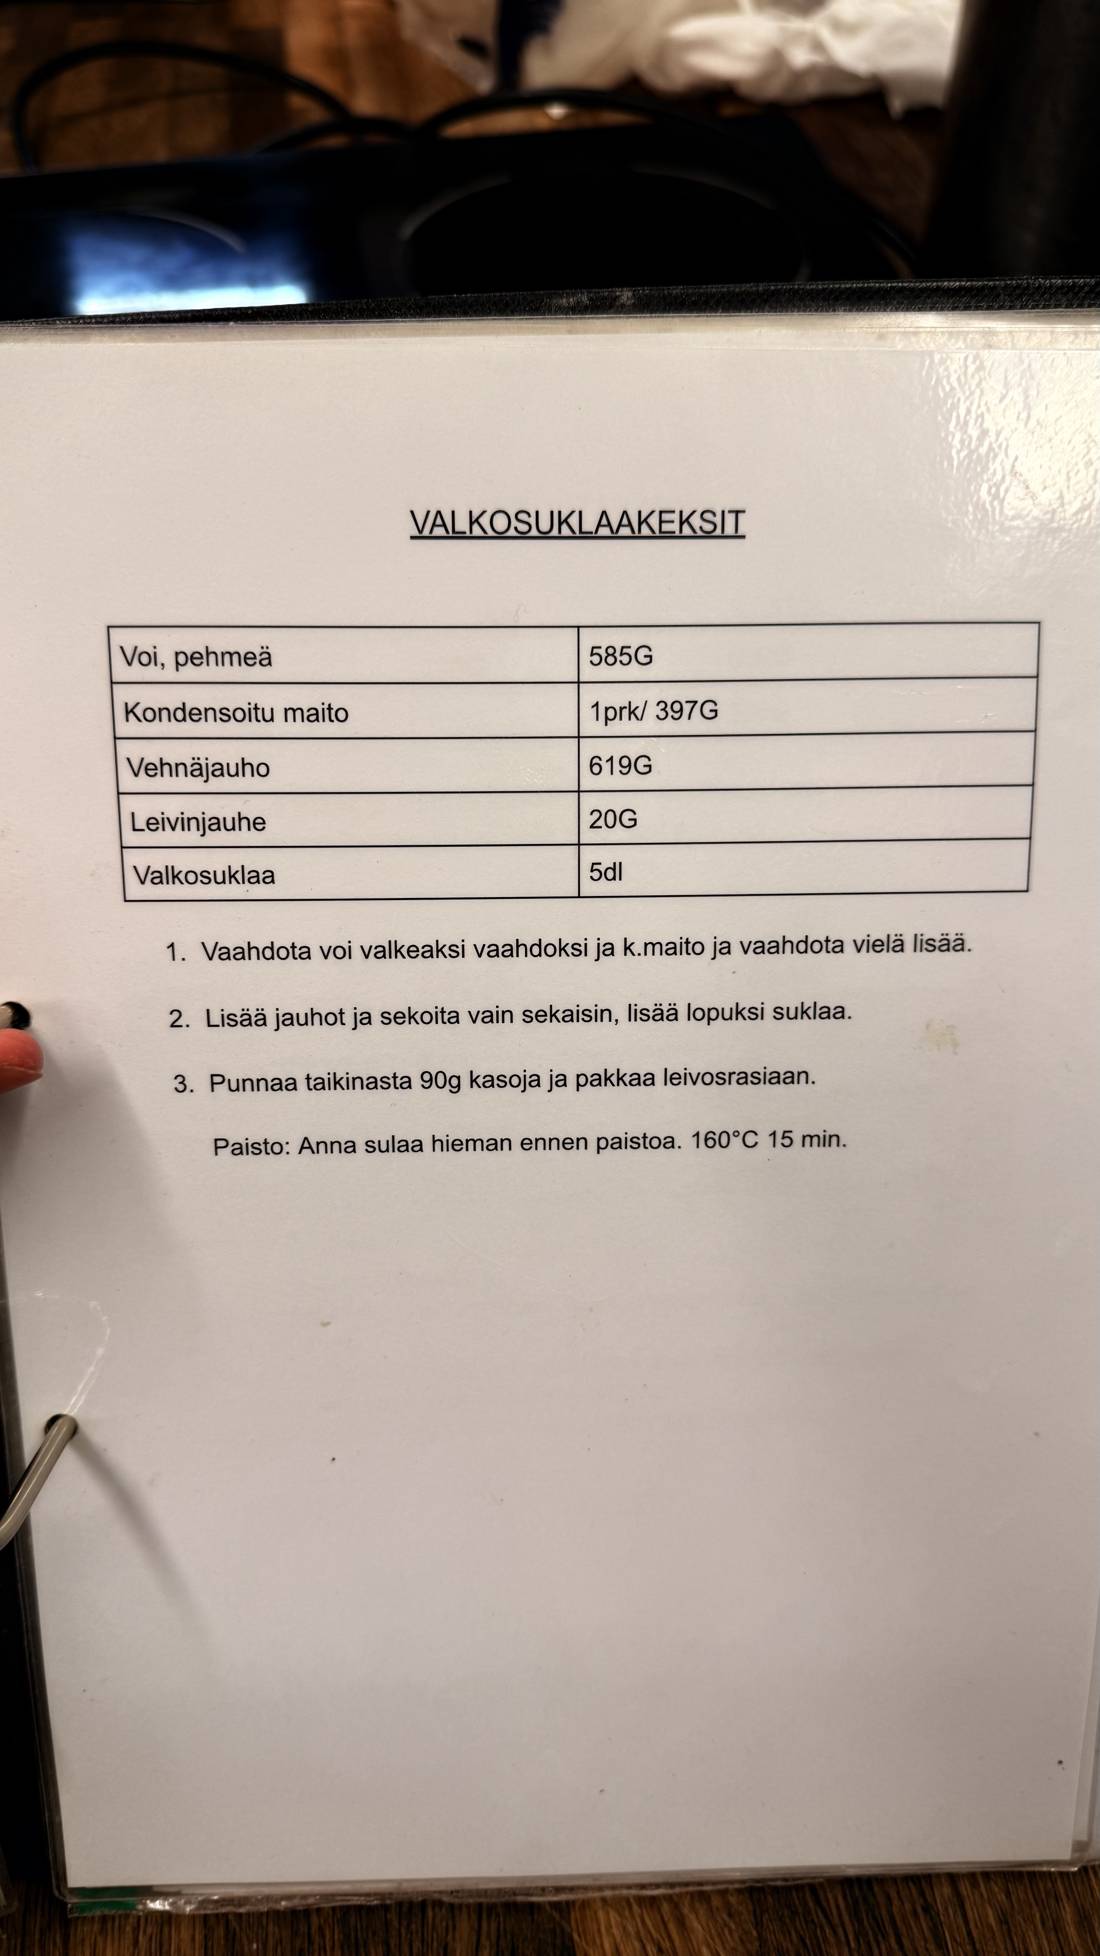 VALKOSUKLAAKEKSIT
Voi, pehmeä 585G
Kondensoitu maito 1prk/ 397G
Vehnäjauho 619G
Leivinjauhe 20G
Valkosuklaa 5dl
1. Vaahdota voi valkeaksi vaahdoksi ja k.maito ja vaahdota vielä lisää.
2. Lisää jauhot ja sekoita vain sekaisin, lisää lopuksi suklaa.
3. Punnaa taikinasta 90g kasoja ja pakkaa leivosrasiaan.
Paisto: Anna sulaa hieman ennen paistoa. 160°C 15 min.